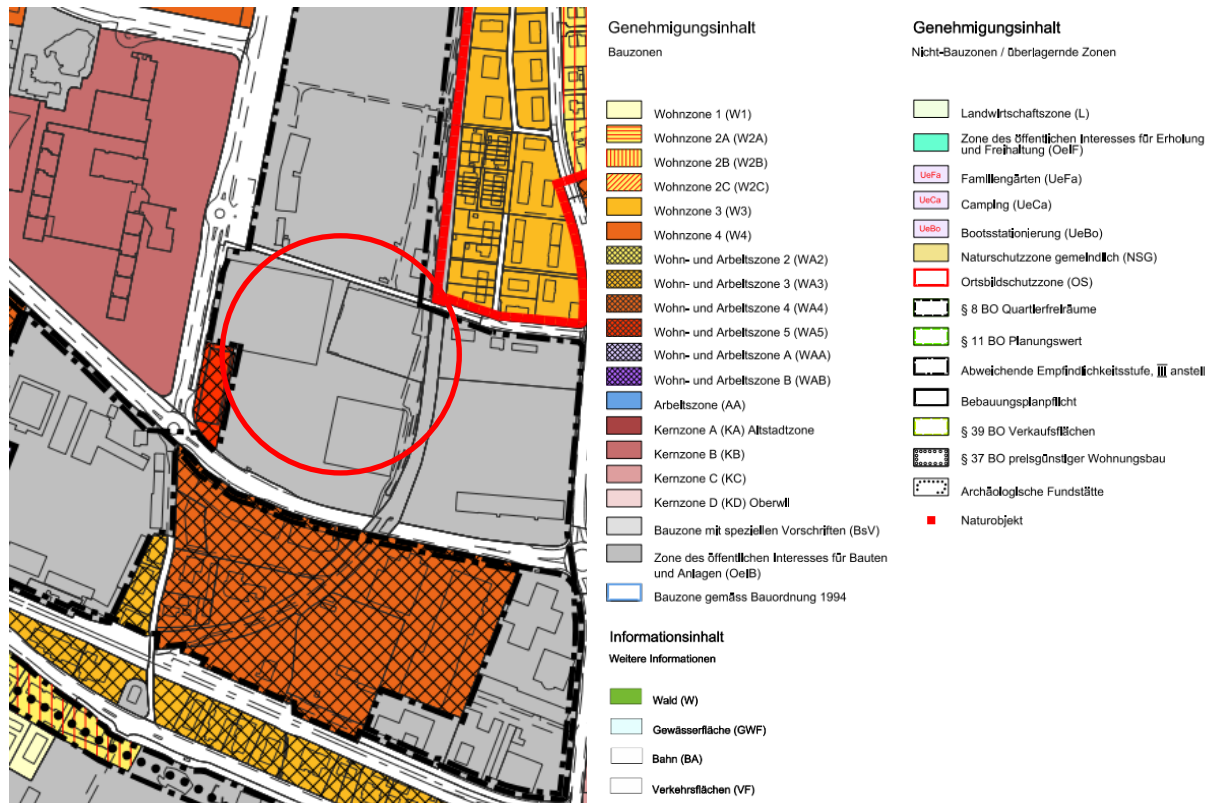 Genehmigungsinhalt
Bauzonen
Wohnzone 1 (W1)
Wohnzone 2A (W2A)
Wohnzone 2B (W2B)
Wohnzone 2C (W2C)
Wohnzone 3 (W3)
Wohnzone 4 (W4)
Wohn- und Arbeitszone 2 (WA2)
Wohn- und Arbeitszone 3 (WA3)
Wohn- und Arbeitszone 4 (WA4)
Wohn- und Arbeitszone 5 (WA5)
Wohn- und Arbeitszone A (WAA)
Wohn- und Arbeitszone B (WAB)
Arbeitszone (AA)
Kernzone A (KA) Altstadtzone
Kernzone B (KB)
Kernzone C (KC)
Kernzone D (KD) Oberwil
Bauzone mit speziellen Vorschriften (BsV)
Zone des öffentlichen Interesses für Bauten
und Anlagen (OeIB)
Bauzone gemäss Bauordnung 1994
Informationsinhalt
Weitere Informationen
Wald (W)
Gewässerfläche (GWF)
Bahn (BA)
Verkehrsflächen (VF)
Genehmigungsinhalt
Nicht-Bauzonen / überlagernde Zonen
Landwirtschaftszone (L)
Zone des öffentlichen Interesses für Erholung
und Freihaltung (OeIF)
UeFa Familiengärten (UeFa)
UeCa Camping (UeCa)
UeBo Bootsstationierung (UeBo)
Naturschutzzone gemeindlich (NSG)
Ortsbildschutzzone (OS)
§ 8 BO Quartierfreiräume
§ 11 BO Planungswert
Abweichende Empfindlichkeitsstufe, III anstell
Bebauungsplanpflicht
§ 39 BO Verkaufsflächen
§ 37 BO preisgünstiger Wohnungsbau
Archäologische Fundstätte
Naturobjekt